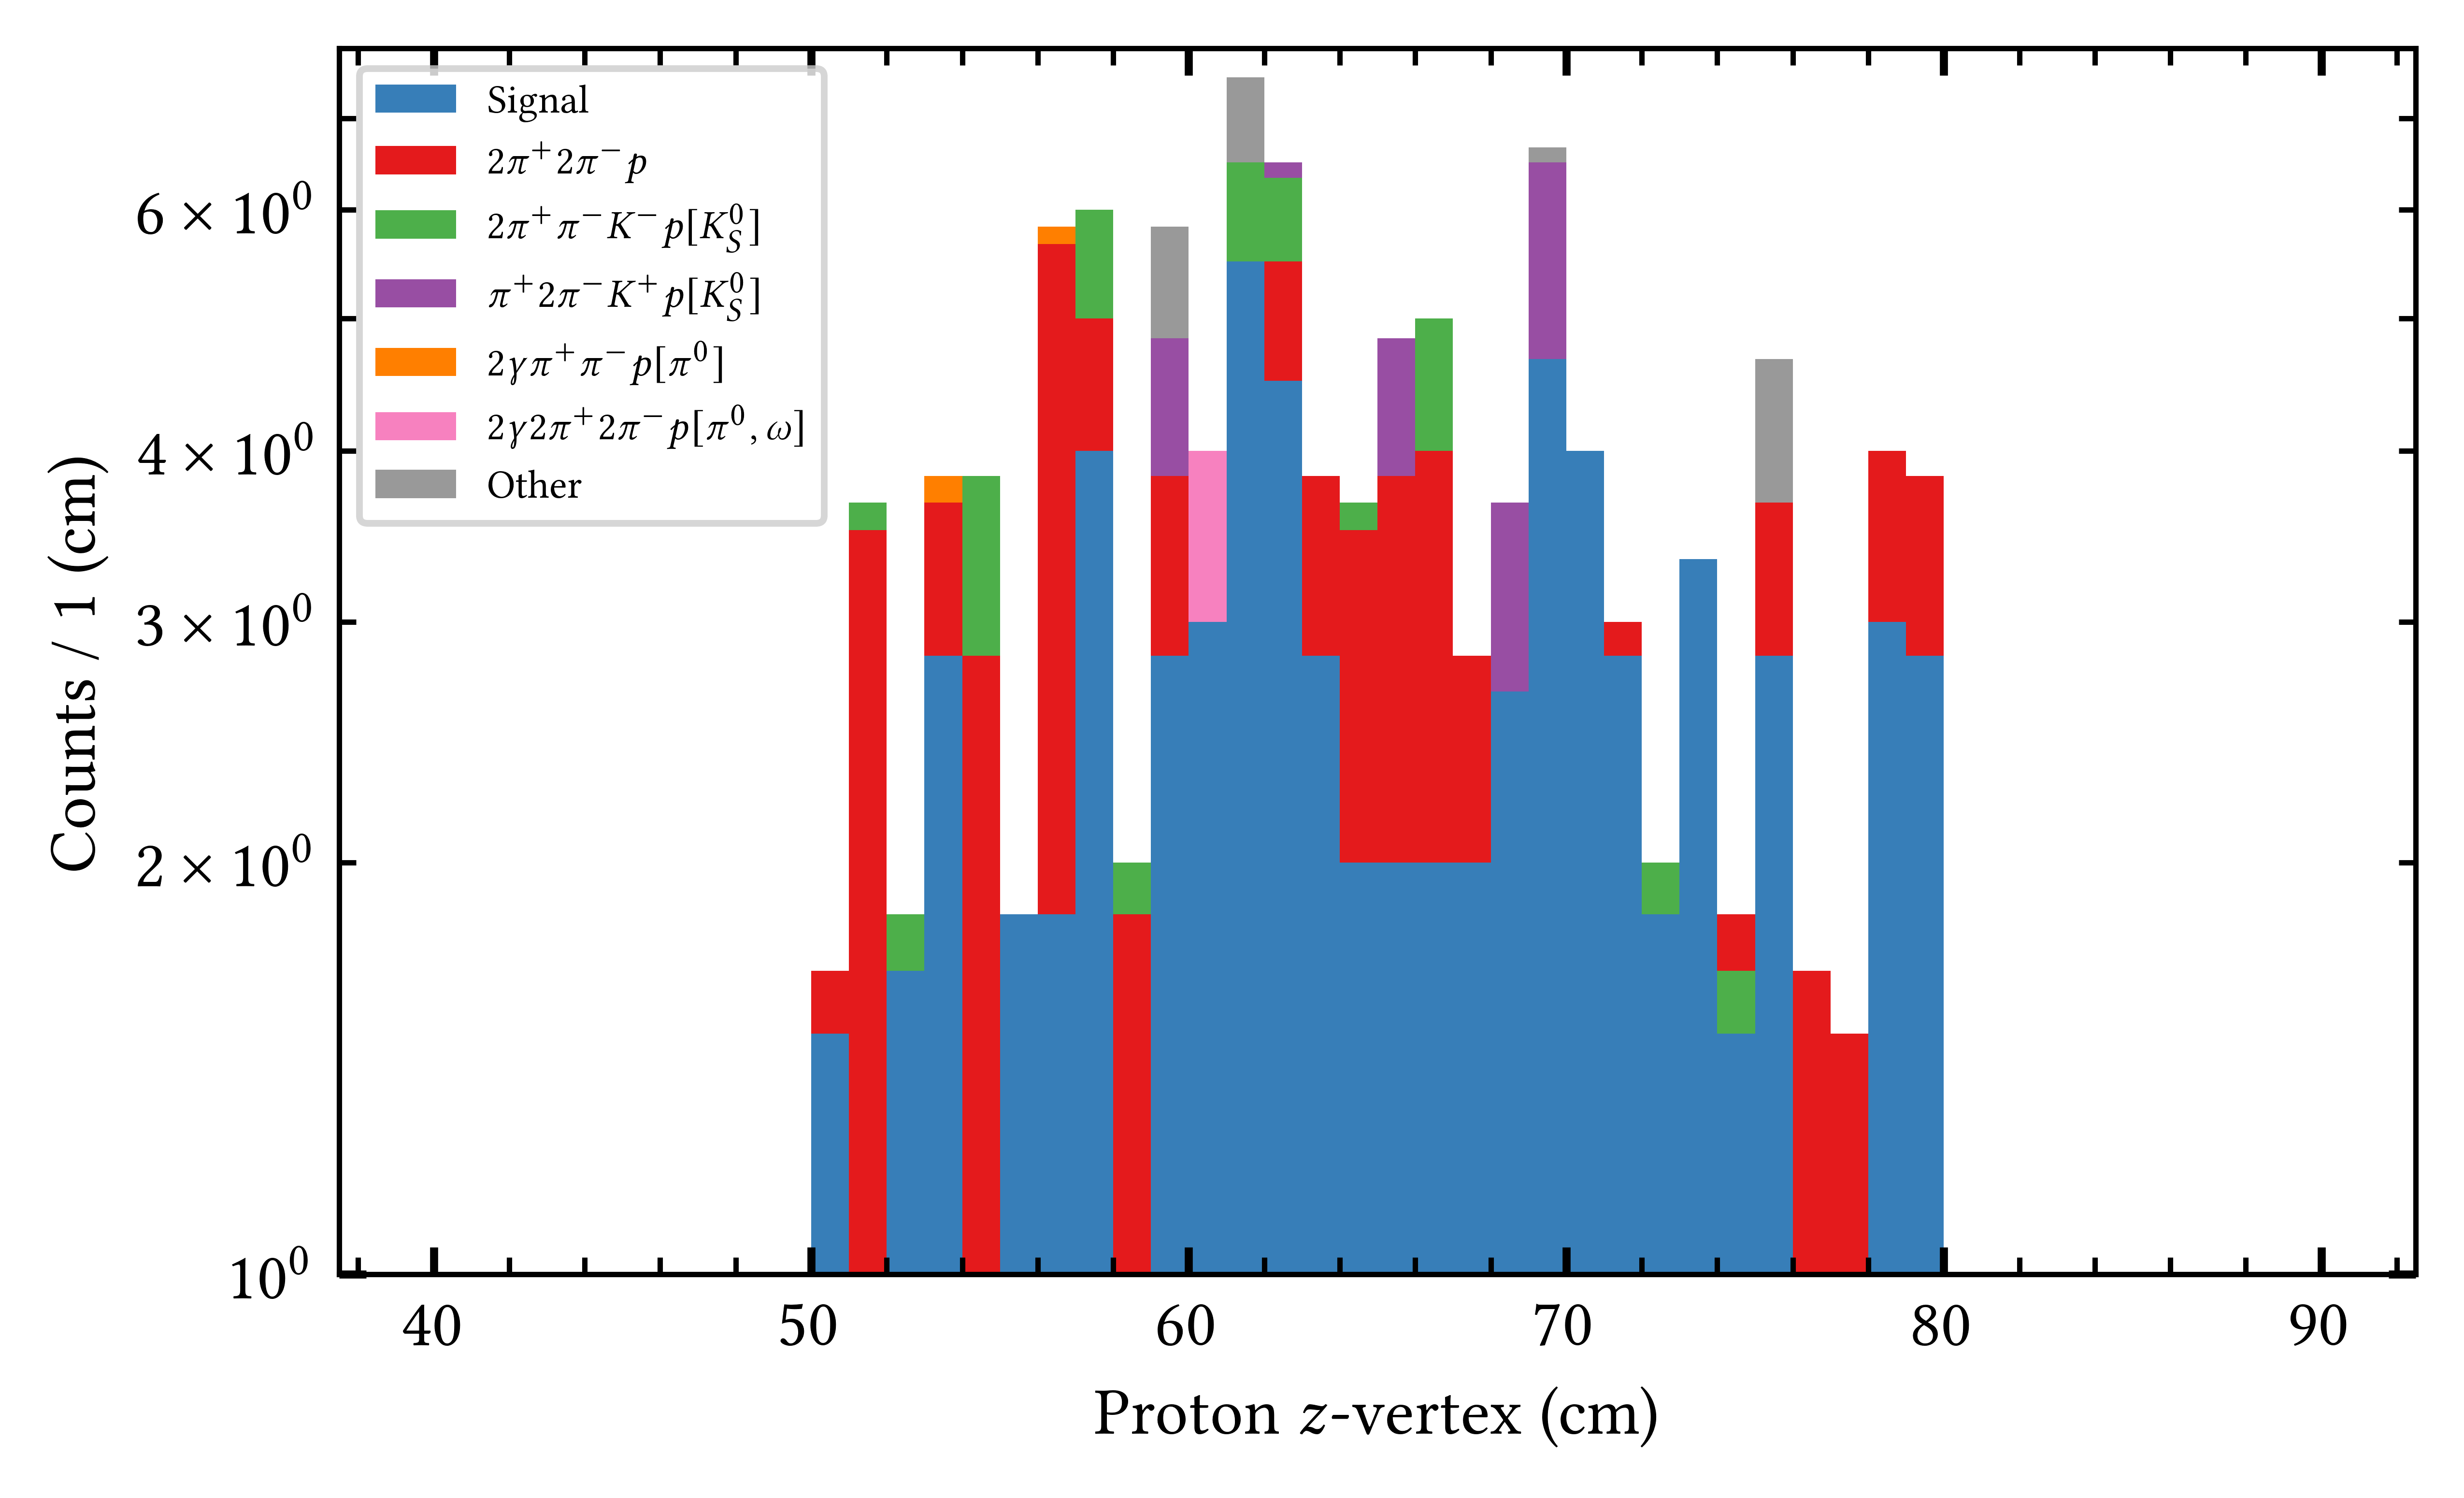 Signal
2π⁺2π⁻p
2π⁺π⁻K⁻p[K⁰_S]
π⁺2π⁻K⁺p[K⁰_S]
2γπ⁺π⁻p[π⁰]
2γ2π⁺2π⁻p[π⁰, ω]
Other
6 × 10⁰
4 × 10⁰
3 × 10⁰
2 × 10⁰
10⁰
Counts / 1 (cm)
40 50 60 70 80 90
Proton z-vertex (cm)